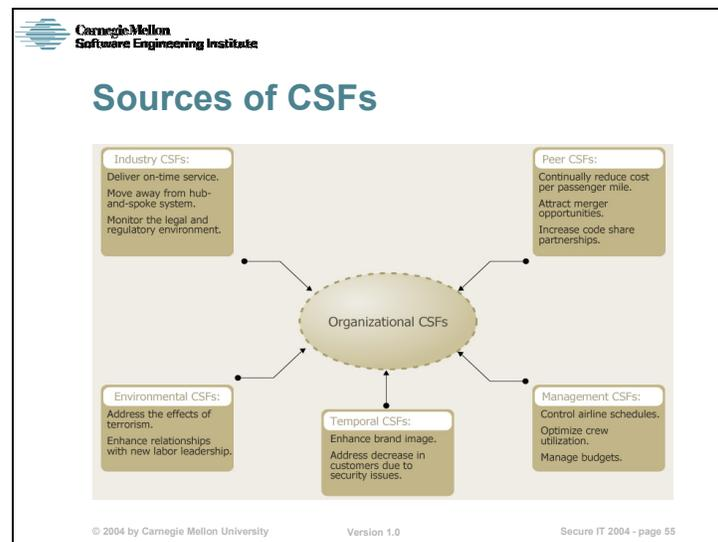 Carnegie Mellon
Software Engineering Institute
Sources of CSFs
Industry CSFs:
Deliver on-time service.
Move away from hub-
and-spoke system.
Monitor the legal and
regulatory environment.
Peer CSFs:
Continually reduce cost
per passenger mile.
Attract merger
opportunities.
Increase code share
partnerships.
Organizational CSFs
Environmental CSFs:
Address the effects of
terrorism.
Enhance relationships
with new labor leadership.
Temporal CSFs:
Enhance brand image.
Address decrease in
customers due to
security issues.
Management CSFs:
Control airline schedules.
Optimize crew
utilization.
Manage budgets.
© 2004 by Carnegie Mellon University
Version 1.0
Secure IT 2004 - page 55